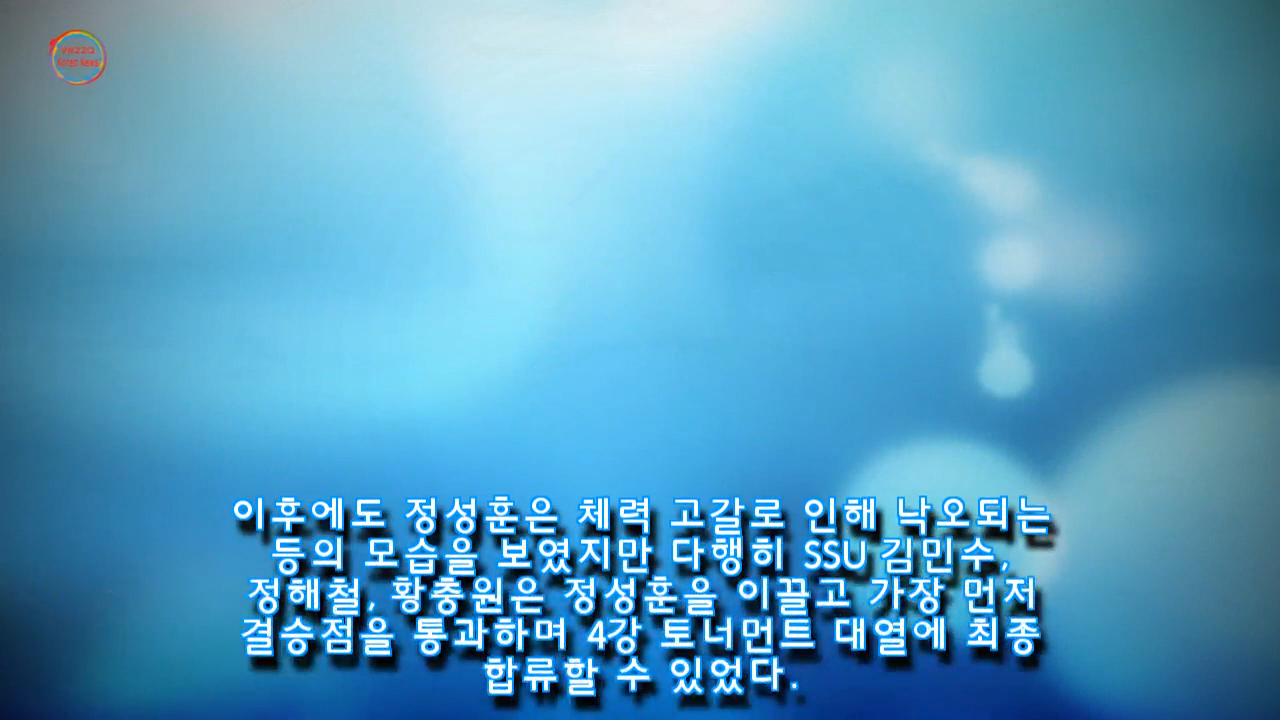 이후에도 정성훈은 체력 고갈로 인해 낙오되는
등의 모습을 보였지만 다행히 SSU 김민수,
정해철, 황충원은 정성훈을 이끌고 가장 먼저
결승점을 통과하며 4강 토너먼트 대열에 최종
합류할 수 있었다.